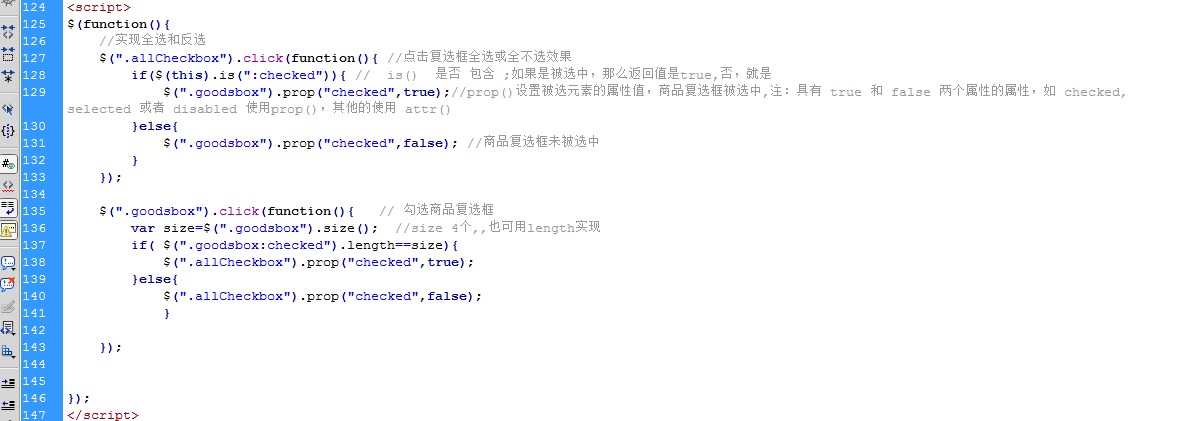 124 <script>
125 $(function(){
126 //实现全选和反选
127 $(".allCheckbox").click(function(){ //点击复选框全选或全不选效果
128 if($(this).is(":checked")){ // is() 是否 包含 ;如果是被选中，那么返回值是true,否，就是
129 $(".goodsbox").prop("checked",true);//prop()设置被选元素的属性值，商品复选框被选中,注：具有 true 和 false 两个属性的属性，如 checked,
selected 或者 disabled 使用prop()，其他的使用 attr()
130 }else{
131 $(".goodsbox").prop("checked",false); //商品复选框未被选中
132 }
133 });
134
135 $(".goodsbox").click(function(){ // 勾选商品复选框
136 var size=$(".goodsbox").size(); //size 4个,,也可用length实现
137 if( $(".goodsbox:checked").length==size){
138 $(".allCheckbox").prop("checked",true);
139 }else{
140 $(".allCheckbox").prop("checked",false);
141 }
142
143 });
144
145
146 });
147 </script>